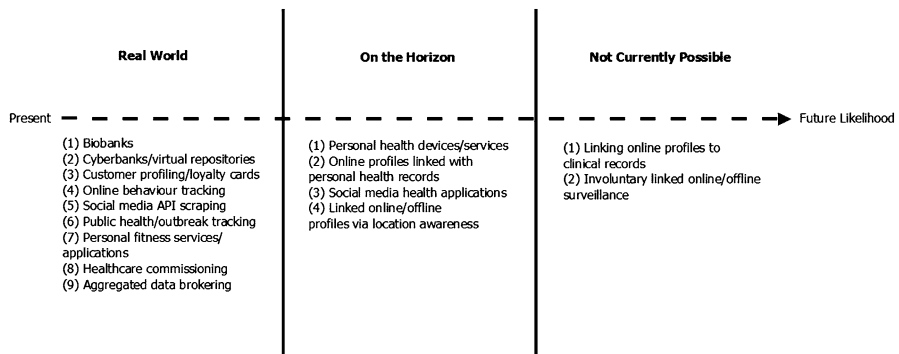 Real World
On the Horizon
Not Currently Possible
Present
Future Likelihood
(1) Biobanks
(2) Cyberbanks/virtual repositories
(3) Customer profiling/loyalty cards
(4) Online behaviour tracking
(5) Social media API scraping
(6) Public health/outbreak tracking
(7) Personal fitness services/
applications
(8) Healthcare commissioning
(9) Aggregated data brokering
(1) Personal health devices/services
(2) Online profiles linked with
personal health records
(3) Social media health applications
(4) Linked online/offline
profiles via location awareness
(1) Linking online profiles to
clinical records
(2) Involuntary linked online/offline
surveillance